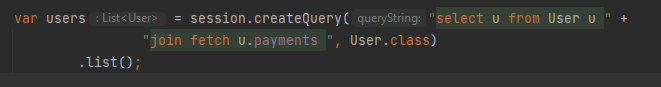 var users : List<User> = session.createQuery( queryString: "select u from User u " +
"join fetch u.payments ", User.class)
.list();